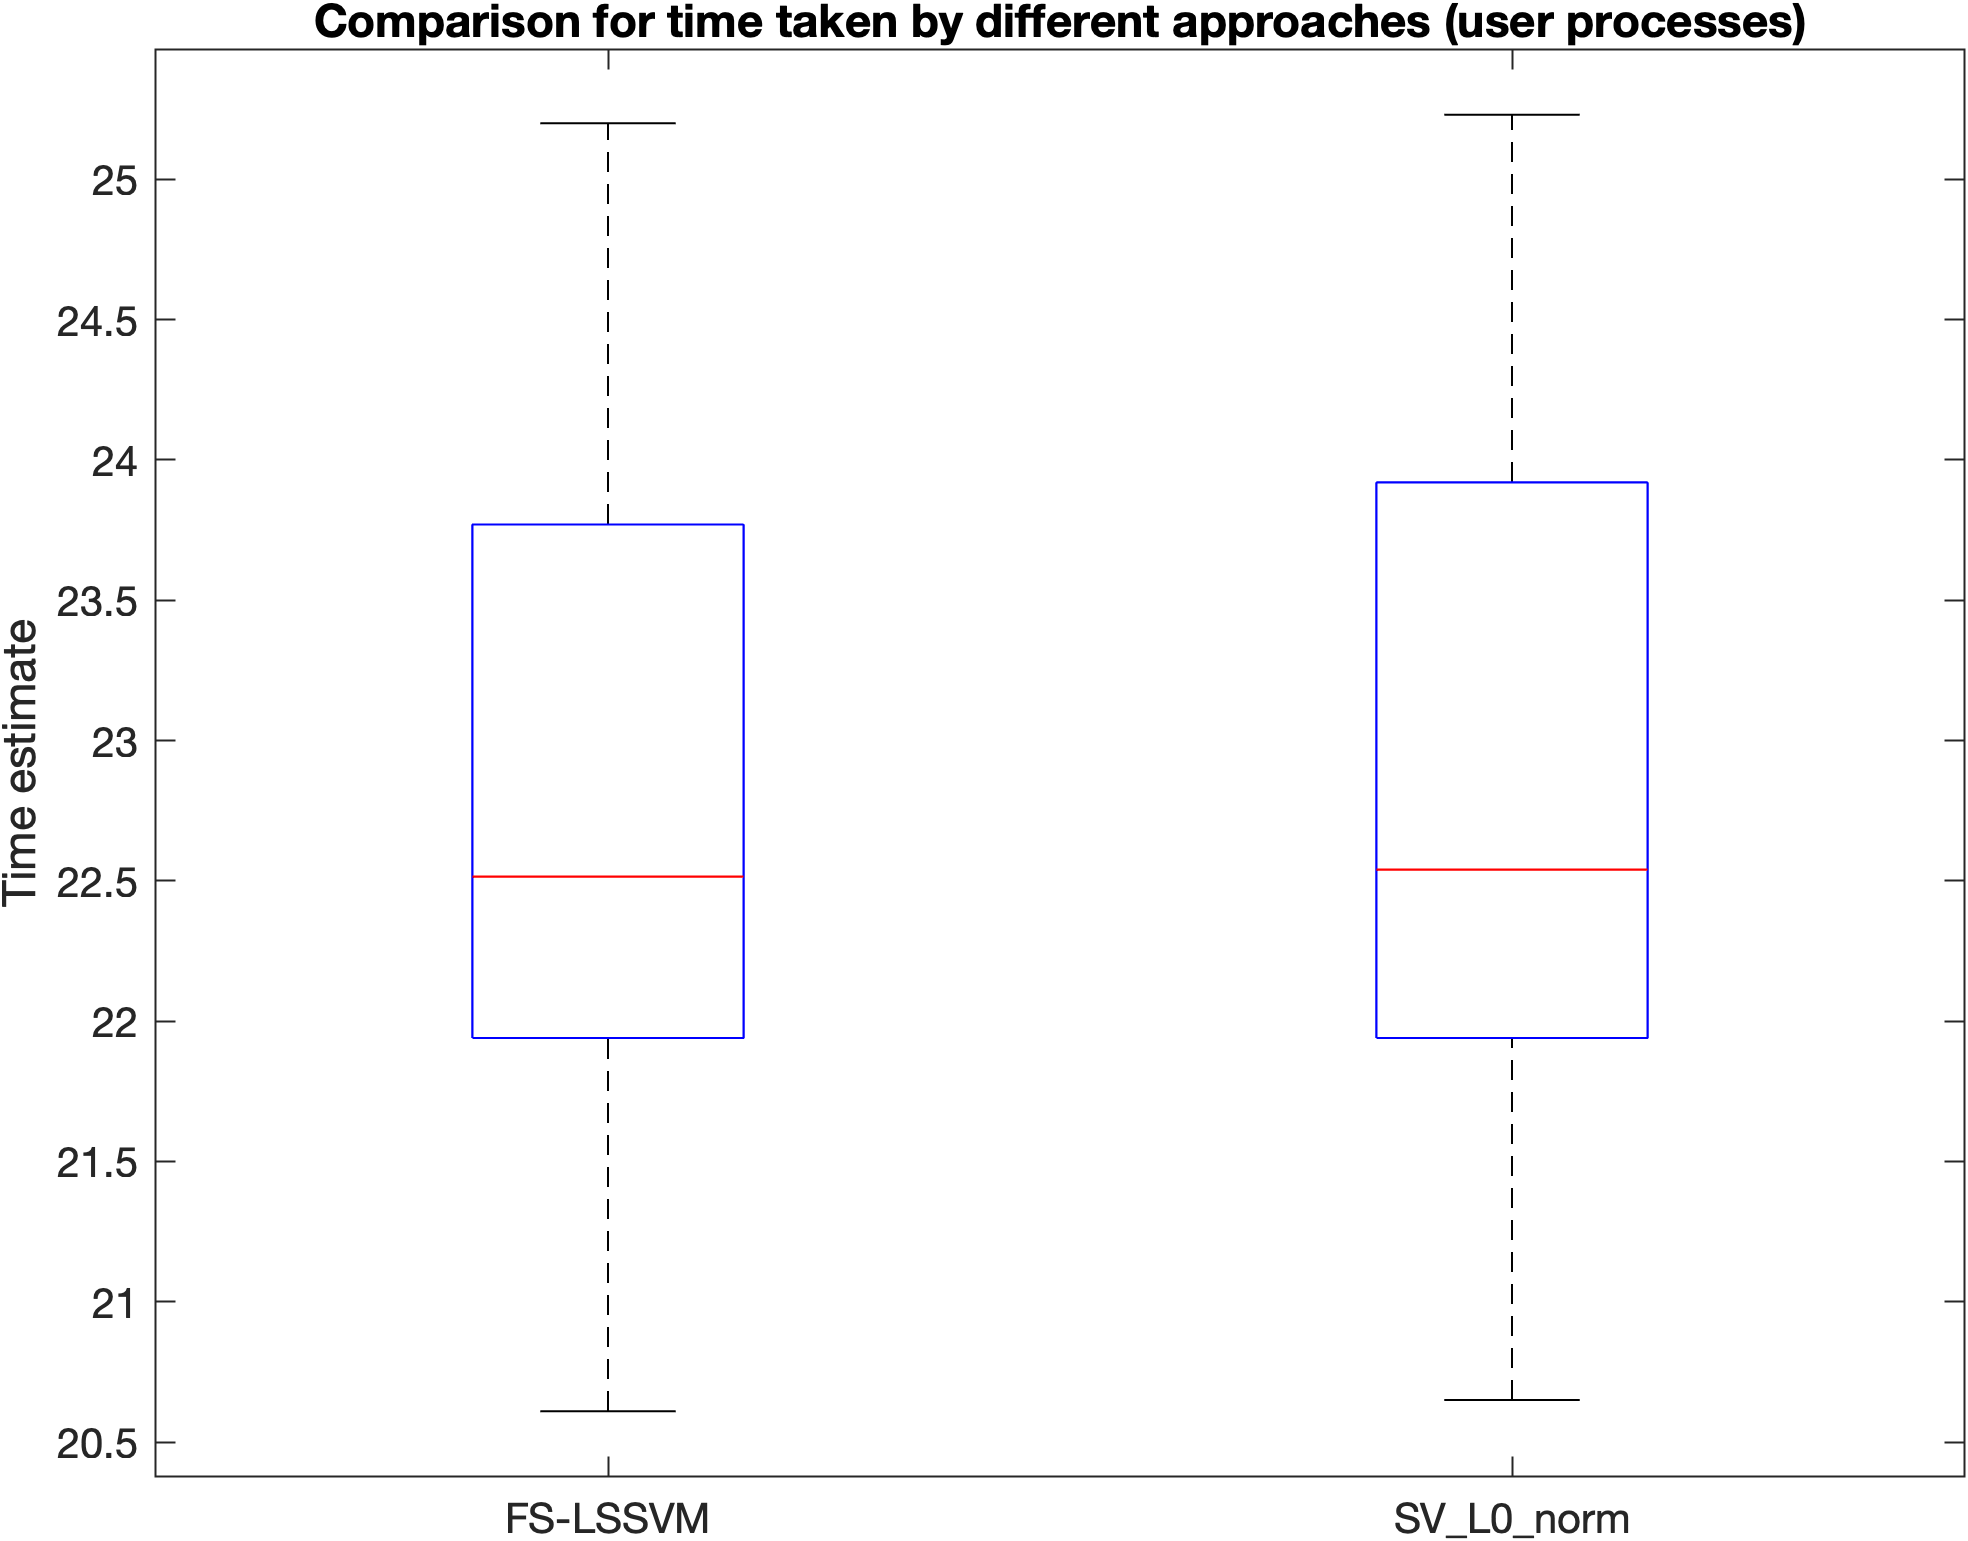 Comparison for time taken by different approaches (user processes)
Time estimate
25
24.5
24
23.5
23
22.5
22
21.5
21
20.5
FS-LSSVM
SV_L0_norm